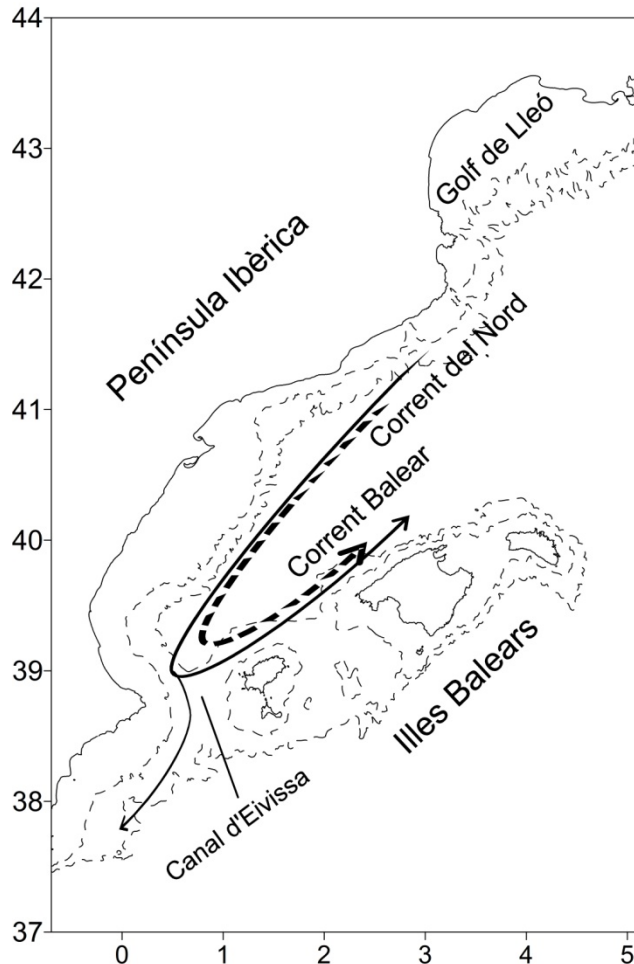 44
43
42
41
40
39
38
37
0
1
2
3
4
5
Golf de Lleó
Península Ibèrica
Corrent del Nord
Corrent Balear
Illes Balears
Canal d'Eivissa